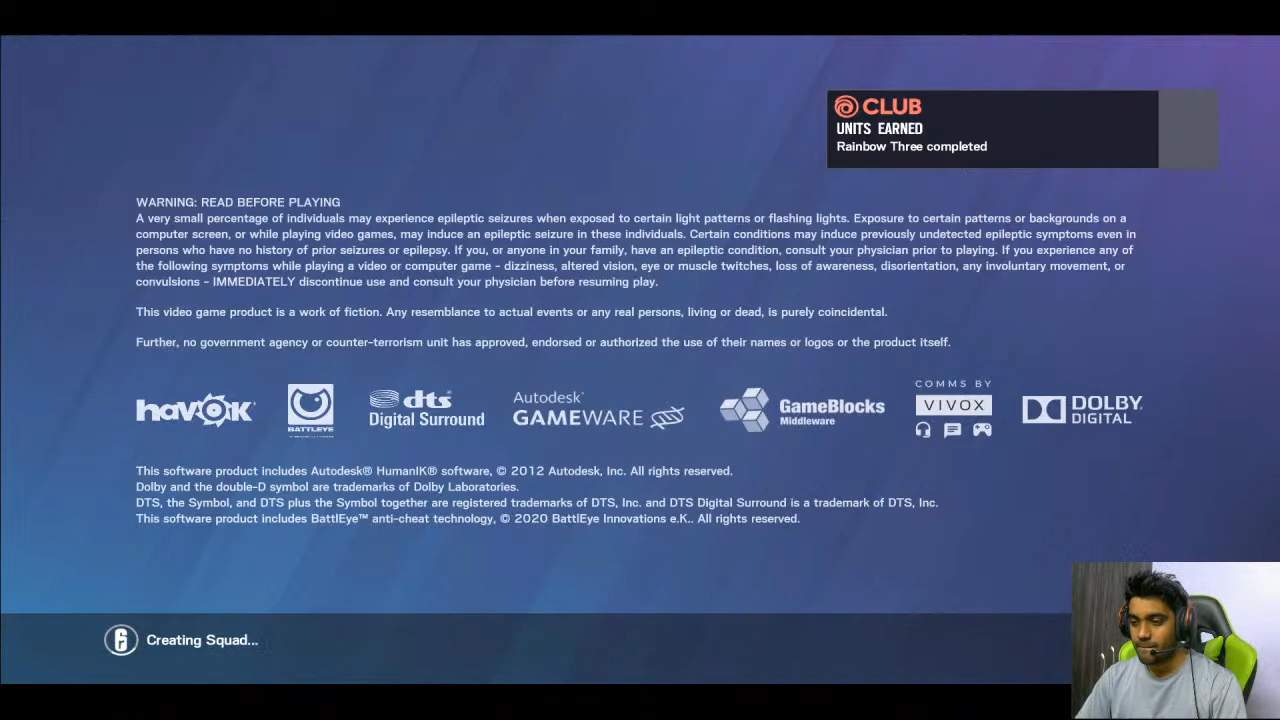 CLUB
UNITS EARNED
Rainbow Three completed
WARNING: READ BEFORE PLAYING
A very small percentage of individuals may experience epileptic seizures when exposed to certain light patterns or flashing lights. Exposure to certain patterns or backgrounds on a
computer screen, or while playing video games, may induce an epileptic seizure in these individuals. Certain conditions may induce previously undetected epileptic symptoms even in
persons who have no history of prior seizures or epilepsy. If you, or anyone in your family, have an epileptic condition, consult your physician prior to playing. If you experience any of
the following symptoms while playing a video or computer game - dizziness, altered vision, eye or muscle twitches, loss of awareness, disorientation, any involuntary movement, or
convulsions - IMMEDIATELY discontinue use and consult your physician before resuming play.
This video game product is a work of fiction. Any resemblance to actual events or any real persons, living or dead, is purely coincidental.
Further, no government agency or counter-terrorism unit has approved, endorsed or authorized the use of their names or logos or the product itself.
havok
BATTLEYE
dts
Digital Surround
Autodesk
GAMEWARE
GameBlocks
Middleware
COMMS BY
VIVOX
DOLBY
DIGITAL
This software product includes Autodesk® HumanIK® software, © 2012 Autodesk, Inc. All rights reserved.
Dolby and the double-D symbol are trademarks of Dolby Laboratories.
DTS, the Symbol, and DTS plus the Symbol together are registered trademarks of DTS, Inc. and DTS Digital Surround is a trademark of DTS, Inc.
This software product includes BattlEye™ anti-cheat technology, © 2020 BattlEye Innovations e.K.. All rights reserved.
6 Creating Squad...